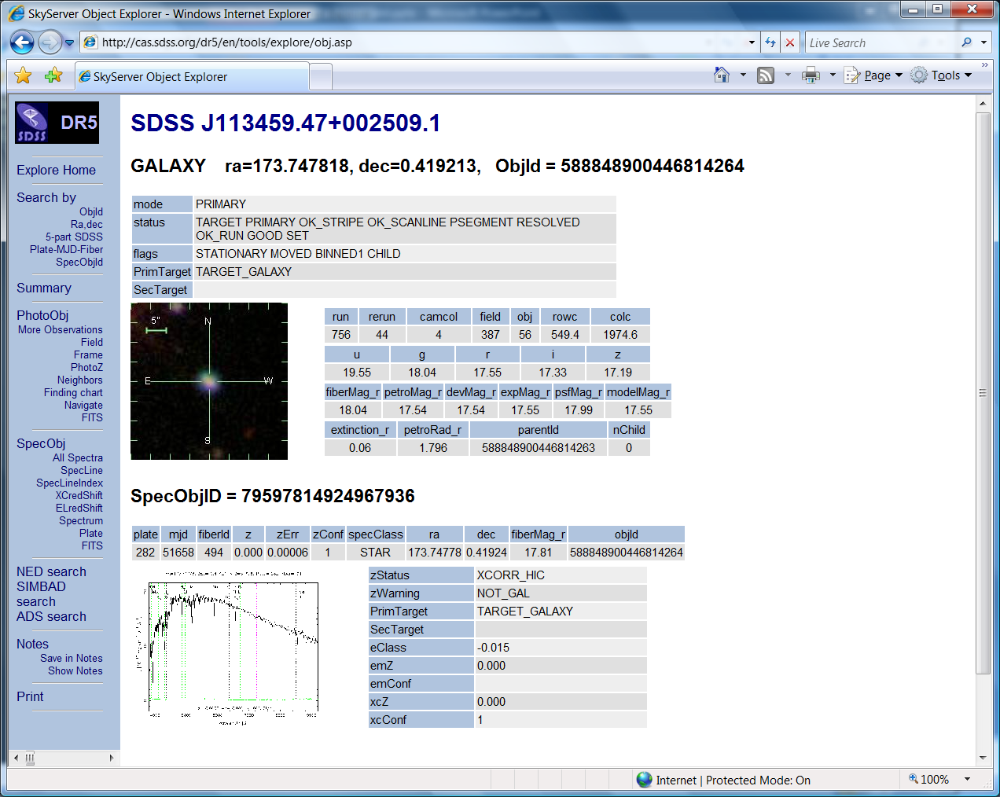 SkyServer Object Explorer - Windows Internet Explorer
http://cas.sdss.org/dr5/en/tools/explore/obj.asp
Live Search
SkyServer Object Explorer
Page
Tools
SDSS
DR5
Explore Home
Search by
ObjId
Ra,dec
5-part SDSS
Plate-MJD-Fiber
SpecObjId
Summary
PhotoObj
More Observations
Field
Frame
PhotoZ
Neighbors
Finding chart
Navigate
FITS
SpecObj
All Spectra
SpecLine
SpecLineIndex
XCredShift
ELredShift
Spectrum
Plate
FITS
NED search
SIMBAD
search
ADS search
Notes
Save in Notes
Show Notes
Print
SDSS J113459.47+002509.1
GALAXY ra=173.747818, dec=0.419213, ObjId = 588848900446814264
mode PRIMARY
status TARGET PRIMARY OK_STRIPE OK_SCANLINE PSEGMENT RESOLVED
OK_RUN GOOD SET
flags STATIONARY MOVED BINNED1 CHILD
PrimTarget TARGET_GALAXY
SecTarget
5"
N
E W
S
run rerun camcol field obj rowc colc
756 44 4 387 56 549.4 1974.6
u g r i z
19.55 18.04 17.55 17.33 17.19
fiberMag_r petroMag_r devMag_r expMag_r psfMag_r modelMag_r
18.04 17.54 17.54 17.55 17.99 17.55
extinction_r petroRad_r parentId nChild
0.06 1.796 588848900446814263 0
SpecObjID = 79597814924967936
plate mjd fiberId z zErr zConf specClass ra dec fiberMag_r objId
282 51658 494 0.000 0.00006 1 STAR 173.74778 0.41924 17.81 588848900446814264
zStatus XCORR_HIC
zWarning NOT_GAL
PrimTarget TARGET_GALAXY
SecTarget
eClass -0.015
emZ 0.000
emConf
xcZ 0.000
xcConf 1
Internet | Protected Mode: On
100%